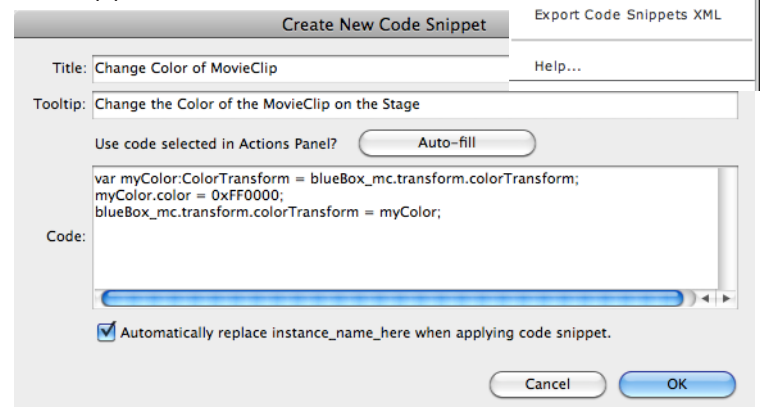 Export Code Snippets XML
Create New Code Snippet
Help...
Title: Change Color of MovieClip
Tooltip: Change the Color of the MovieClip on the Stage
Use code selected in Actions Panel? Auto-fill
var myColor:ColorTransform = blueBox_mc.transform.colorTransform;
myColor.color = 0xFF0000;
blueBox_mc.transform.colorTransform = myColor;
Code:
Automatically replace instance_name_here when applying code snippet.
Cancel OK